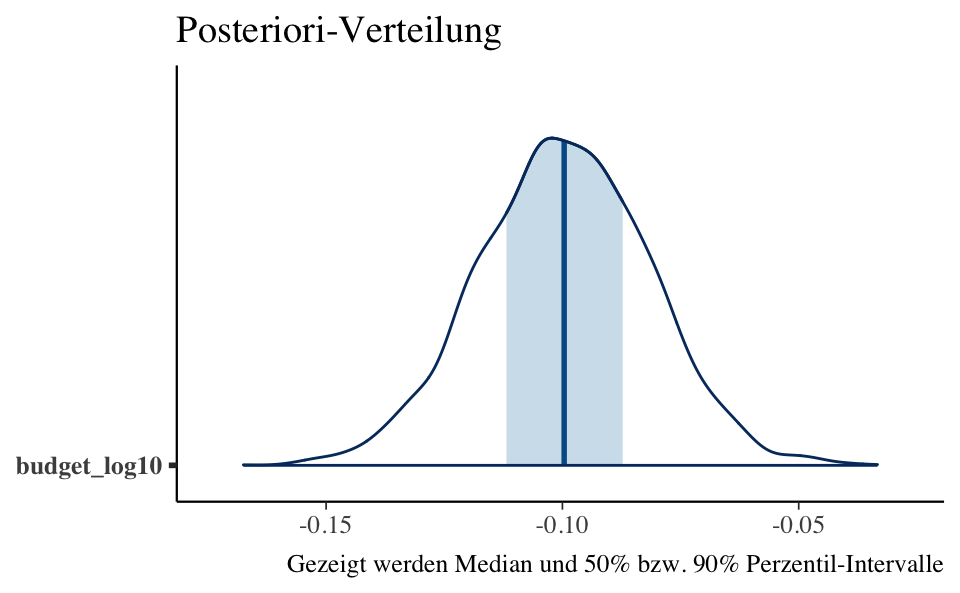 Posteriori-Verteilung
budget_log10
-0.15
-0.10
-0.05
Gezeigt werden Median und 50% bzw. 90% Perzentil-Intervalle